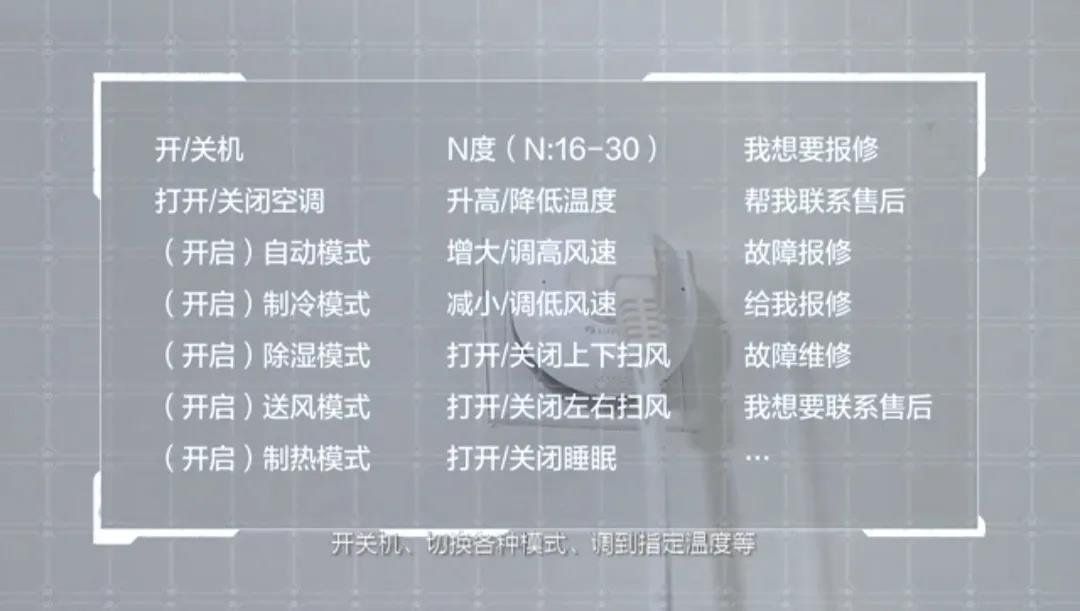 开/关机
打开/关闭空调
（开启）自动模式
（开启）制冷模式
（开启）除湿模式
（开启）送风模式
（开启）制热模式
N度（N:16-30）
升高/降低温度
增大/调高风速
减小/调低风速
打开/关闭上下扫风
打开/关闭左右扫风
打开/关闭睡眠
我想要报修
帮我联系售后
故障报修
给我报修
故障维修
我想要联系售后
…
开关机、切换各种模式、调到指定温度等